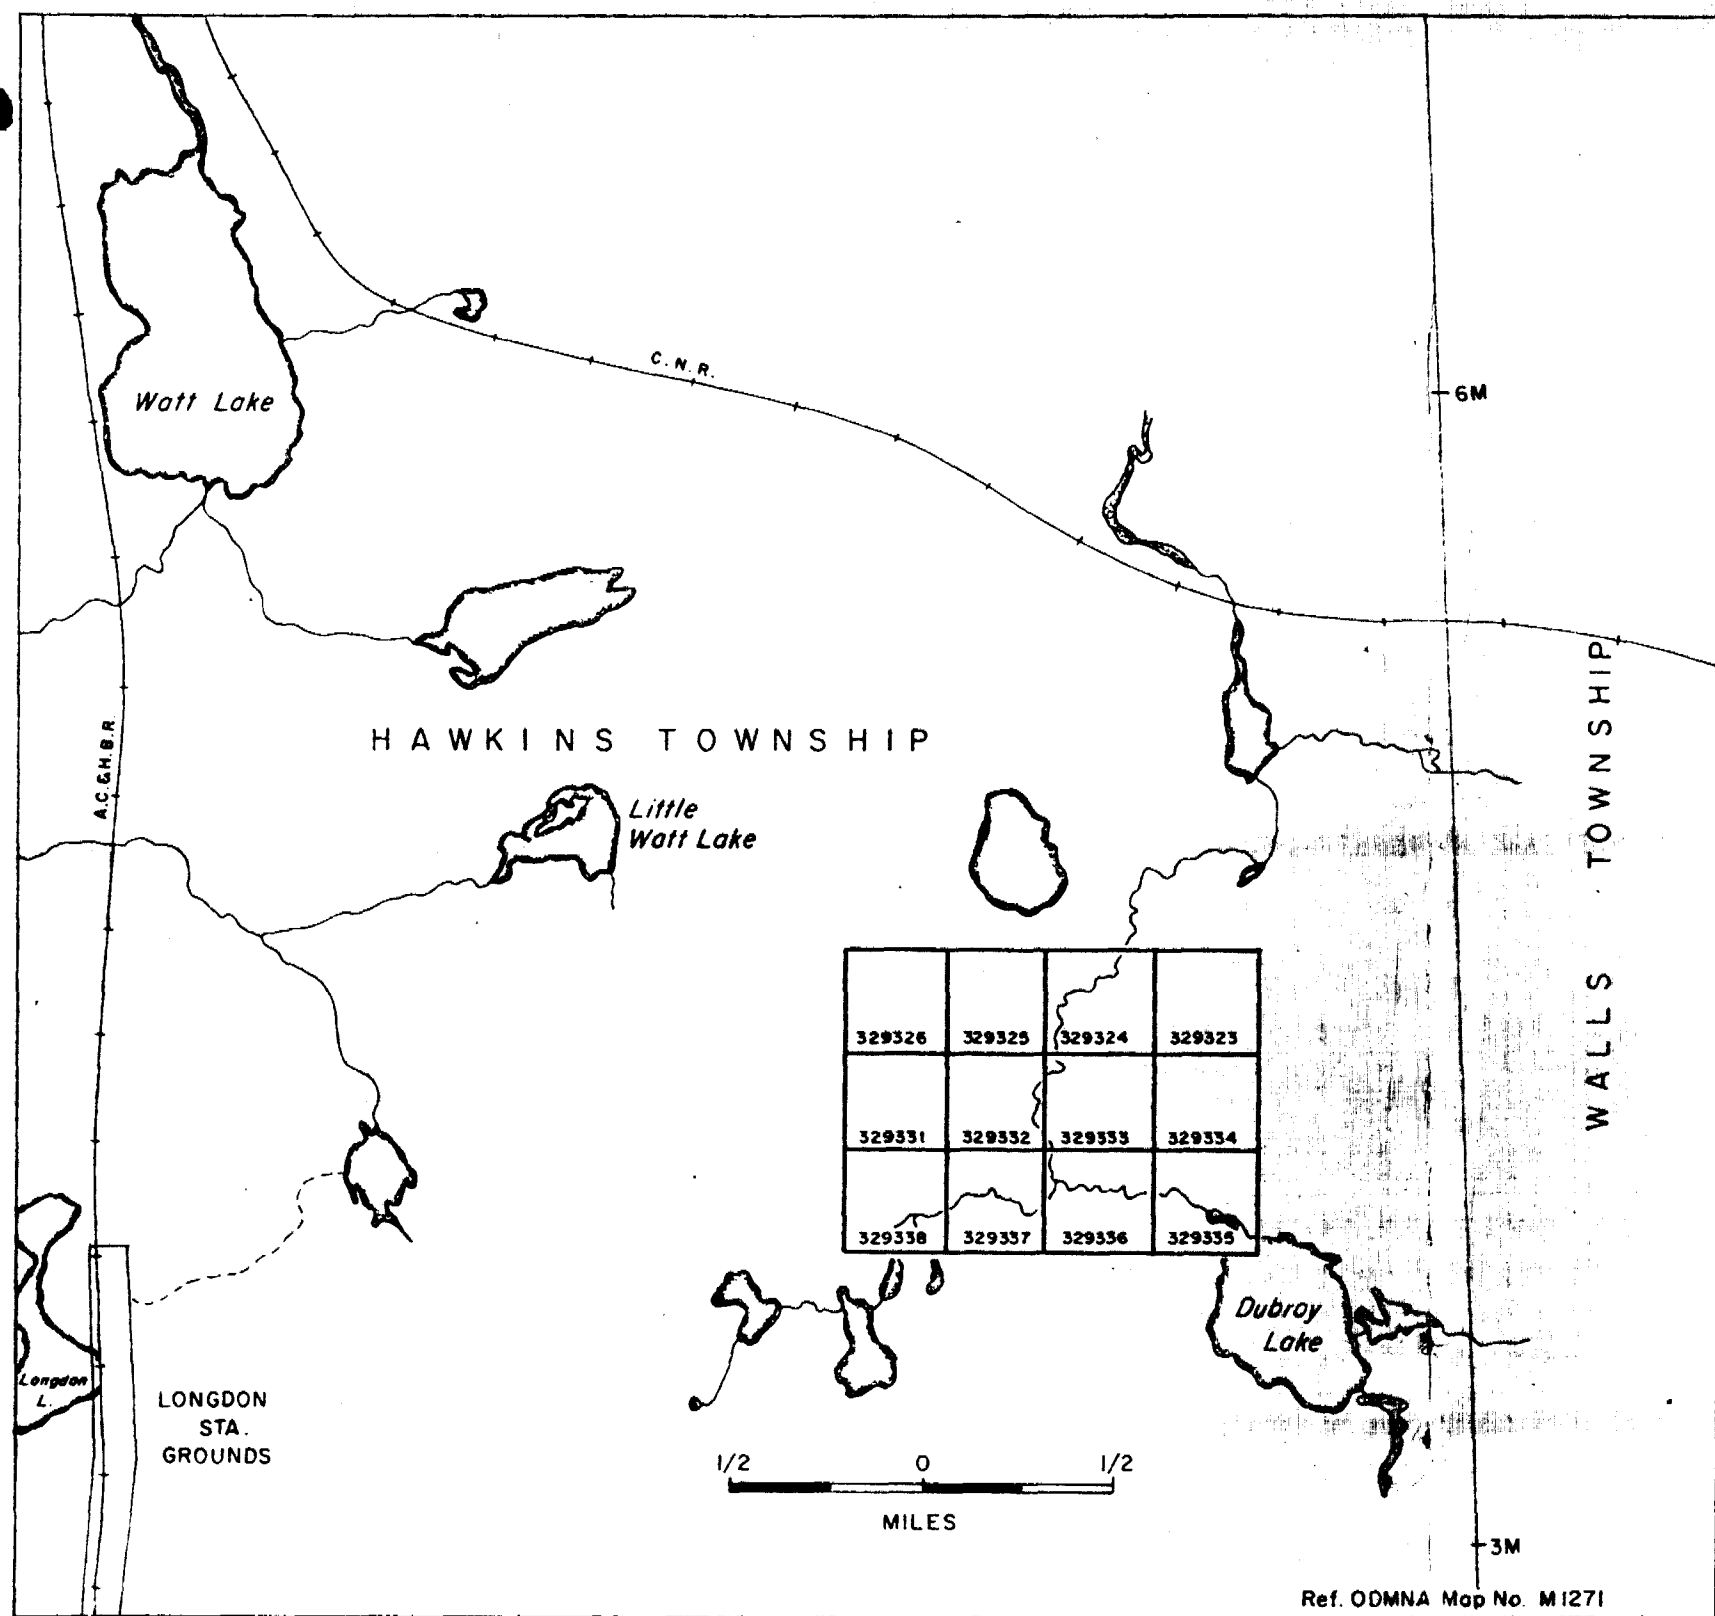 C.N.R.
Watt Lake
6M
HAWKINS TOWNSHIP
A.C.&H.B.R.
Little
Watt Lake
WALLS TOWNSHIP
329326 329325 329324 329323
329331 329332 329333 329334
329338 329337 329336 329335
Dubroy
Lake
Longdon
L.
LONGDON
STA.
GROUNDS
1/2 0 1/2
MILES
3M
Ref. ODMNA Map No. M1271